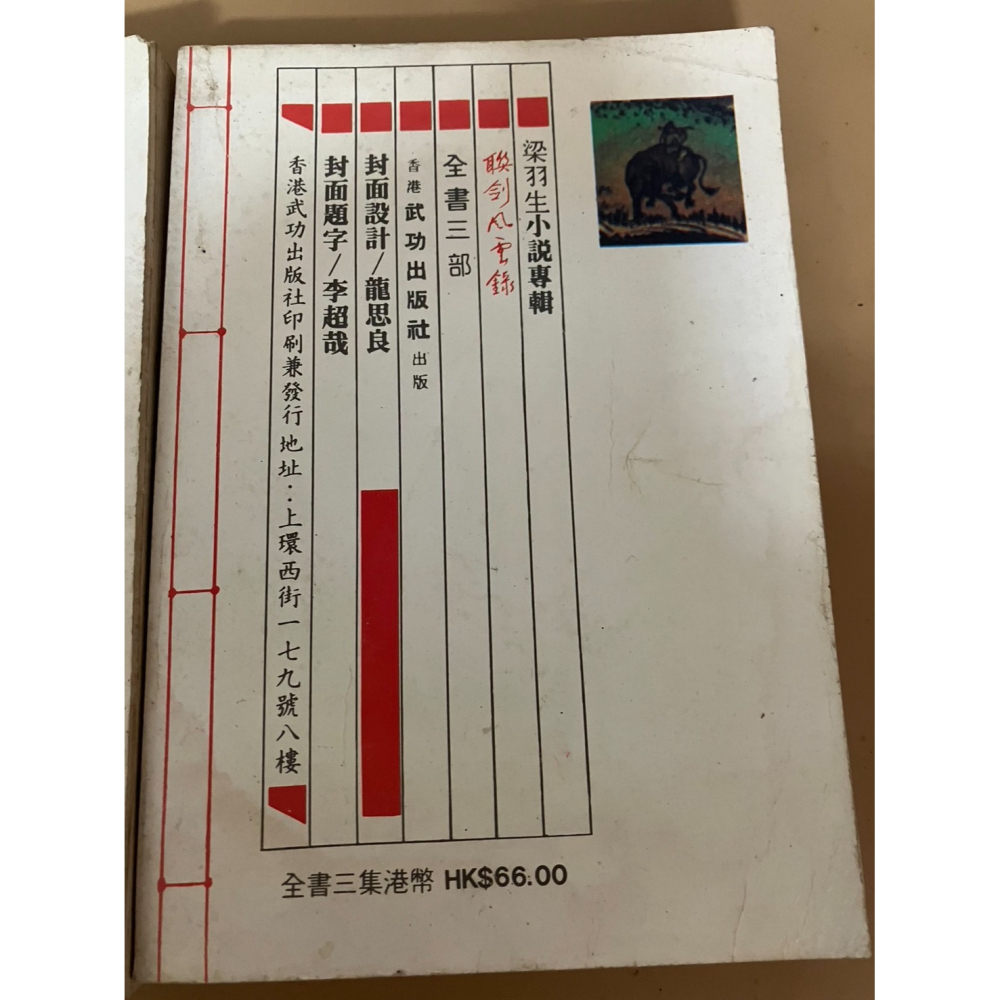 梁羽生小説專輯
聯剑风雲錄
全書三部
香港武功出版社出版
封面設計/龍思良
封面題字/李超哉
香港武功出版社印刷兼發行 地址：上環西街一七九號八樓
全書三集港幣 HK$66.00